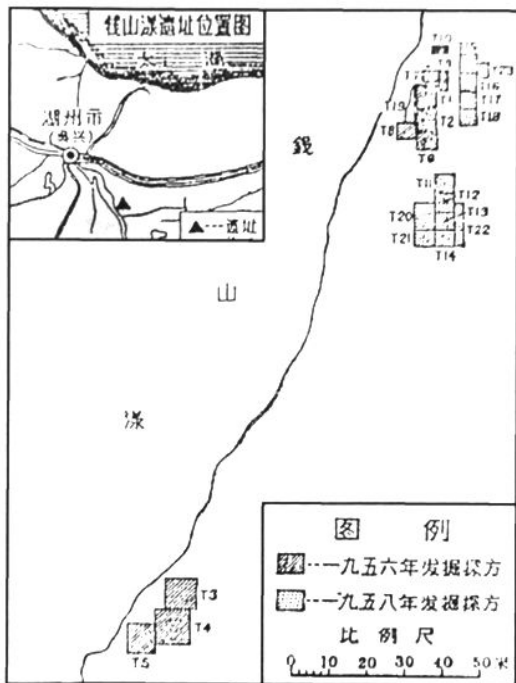 钱山漾遗址位置图
太 湖
湖州市
(吴兴)
▲---遗址
錢
山
漾
T10
T15
T23
T16
T1
T17
T19
T2
T18
T8
T9
T11
T12
T20
T13
T21
T22
T14
T3
T4
T5
图 例
---一九五六年发掘探方
---一九五八年发掘探方
比例尺
0 10 20 30 40 50米